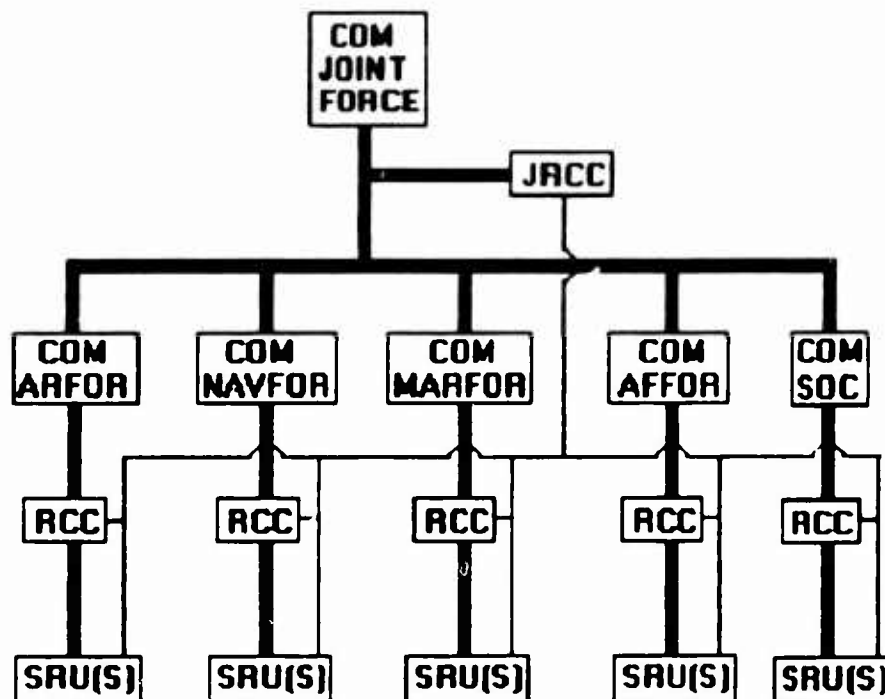 COM
JOINT
FORCE
JRCC
COM
ARFOR
COM
NAVFOR
COM
MARFOR
COM
AFFOR
COM
SOC
RCC
RCC
RCC
RCC
RCC
SRU(S)
SRU(S)
SRU(S)
SRU(S)
SRU(S)